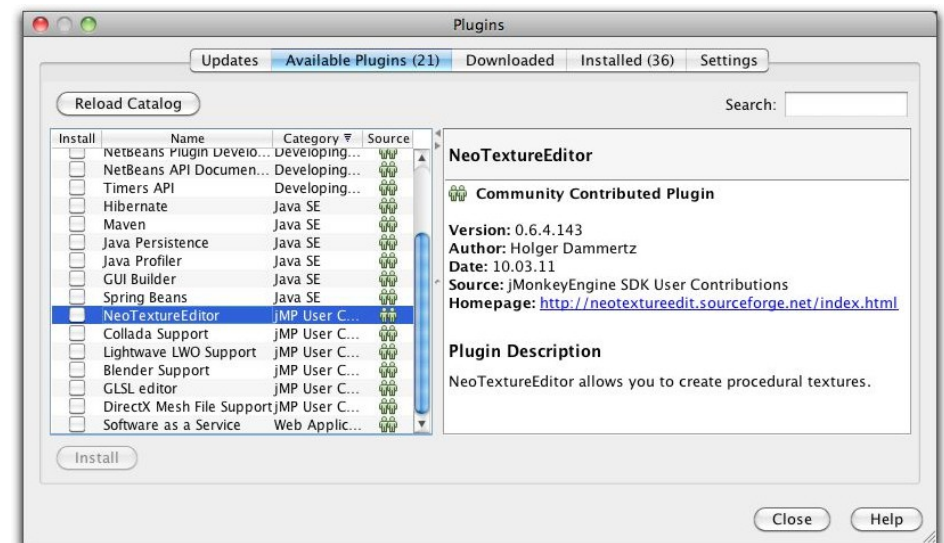 Plugins
Updates
Available Plugins (21)
Downloaded
Installed (36)
Settings
Reload Catalog
Search:
Install Name Category Source
NetBeans Plugin Develo... Developing...
NetBeans API Documen... Developing...
Timers API Developing...
Hibernate Java SE
Maven Java SE
Java Persistence Java SE
Java Profiler Java SE
GUI Builder Java SE
Spring Beans Java SE
NeoTextureEditor jMP User C...
Collada Support jMP User C...
Lightwave LWO Support jMP User C...
Blender Support jMP User C...
GLSL editor jMP User C...
DirectX Mesh File Support jMP User C...
Software as a Service Web Applic...
NeoTextureEditor
Community Contributed Plugin
Version: 0.6.4.143
Author: Holger Dammertz
Date: 10.03.11
Source: jMonkeyEngine SDK User Contributions
Homepage: http://neotextureedit.sourceforge.net/index.html
Plugin Description
NeoTextureEditor allows you to create procedural textures.
Install
Close
Help